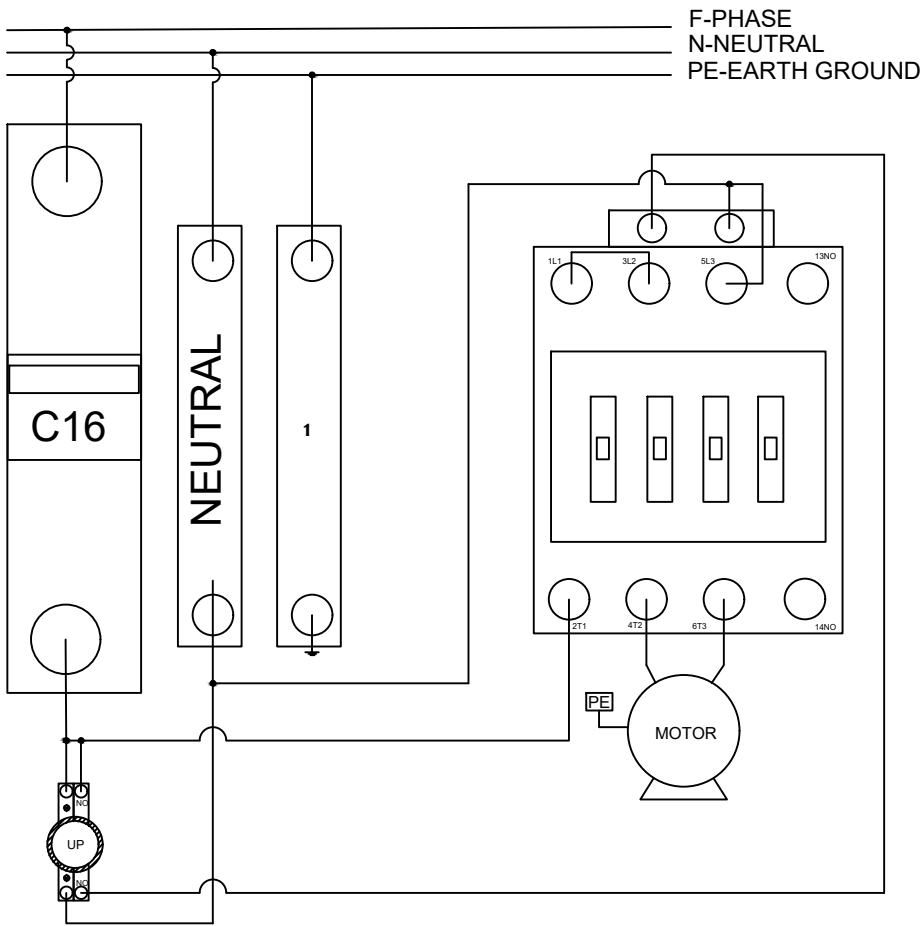 F-PHASE
N-NEUTRAL
PE-EARTH GROUND
1L1 3L2 5L3 13NO
C16
NEUTRAL
1
2T1 4T2 6T3 14NO
PE
MOTOR
NO
UP
NO